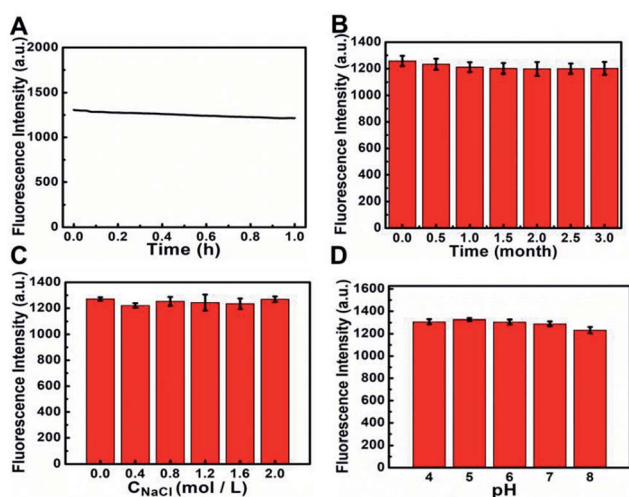 A
Fluorescence Intensity (a.u.)
2000
1500
1000
500
0
0.0 0.2 0.4 0.6 0.8 1.0
Time (h)
B
Fluorescence Intensity (a.u.)
1400
1200
1000
800
600
400
200
0
0.0 0.5 1.0 1.5 2.0 2.5 3.0
Time (month)
C
Fluorescence Intensity (a.u.)
1400
1200
1000
800
600
400
200
0
0.0 0.4 0.8 1.2 1.6 2.0
C_NaCl (mol / L)
D
Fluorescence Intensity (a.u.)
1600
1400
1200
1000
800
600
400
200
0
4 5 6 7 8
pH